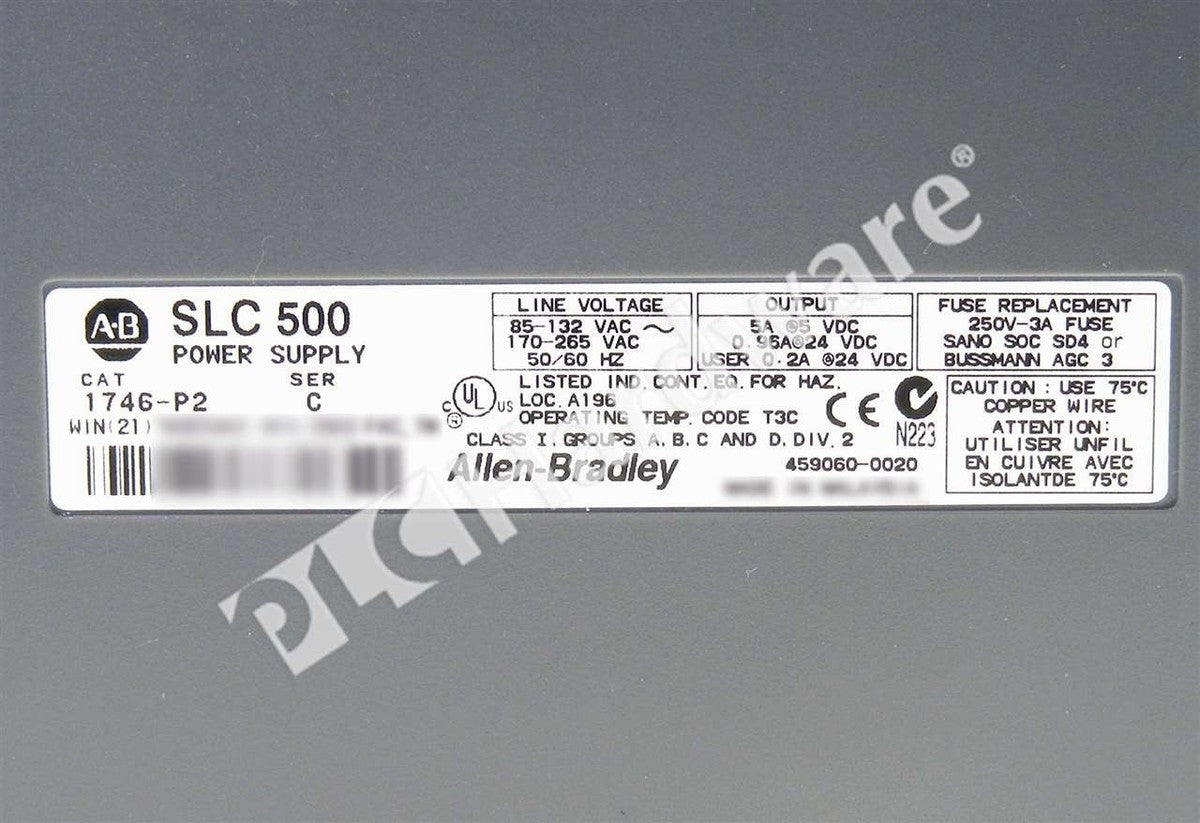 A·B
SLC 500
POWER SUPPLY
CAT SER
1746-P2 C
WIN(21)
LINE VOLTAGE
85-132 VAC ~
170-265 VAC
50/60 HZ
OUTPUT
5A @5 VDC
0.96A@24 VDC
USER 0.2A @24 VDC
FUSE REPLACEMENT
250V-3A FUSE
SANO SOC SD4 or
BUSSMANN AGC 3
C UL US
®
LISTED IND. CONT. EQ. FOR HAZ.
LOC. A196
OPERATING TEMP. CODE T3C
CLASS I, GROUPS A, B, C AND D, DIV. 2
CE
N223
Allen-Bradley
459060-0020
CAUTION : USE 75°C
COPPER WIRE
ATTENTION:
UTILISER UNFIL
EN CUIVRE AVEC
ISOLANTDE 75°C
PLCHardware®